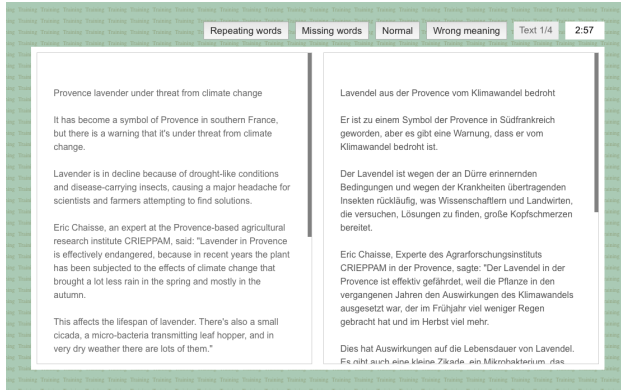 Repeating words
Missing words
Normal
Wrong meaning
Text 1/4
2:57
Provence lavender under threat from climate change
It has become a symbol of Provence in southern France,
but there is a warning that it's under threat from climate
change.
Lavender is in decline because of drought-like conditions
and disease-carrying insects, causing a major headache for
scientists and farmers attempting to find solutions.
Eric Chaisse, an expert at the Provence-based agricultural
research institute CRIEPPAM, said: "Lavender in Provence
is effectively endangered, because in recent years the plant
has been subjected to the effects of climate change that
brought a lot less rain in the spring and mostly in the
autumn.
This affects the lifespan of lavender. There's also a small
cicada, a micro-bacteria transmitting leaf hopper, and in
very dry weather there are lots of them."
Lavendel aus der Provence vom Klimawandel bedroht
Er ist zu einem Symbol der Provence in Südfrankreich
geworden, aber es gibt eine Warnung, dass er vom
Klimawandel bedroht ist.
Der Lavendel ist wegen der an Dürre erinnernden
Bedingungen und wegen der Krankheiten übertragenden
Insekten rückläufig, was Wissenschaftlern und Landwirten,
die versuchen, Lösungen zu finden, große Kopfschmerzen
bereitet.
Eric Chaisse, Experte des Agrarforschungsinstituts
CRIEPPAM in der Provence, sagte: "Der Lavendel in der
Provence ist effektiv gefährdet, weil die Pflanze in den
vergangenen Jahren den Auswirkungen des Klimawandels
ausgesetzt war, der im Frühjahr viel weniger Regen
gebracht hat und im Herbst viel mehr.
Dies hat Auswirkungen auf die Lebensdauer von Lavendel.
Es gibt auch eine kleine Zikade, ein Mikrobakterium, das